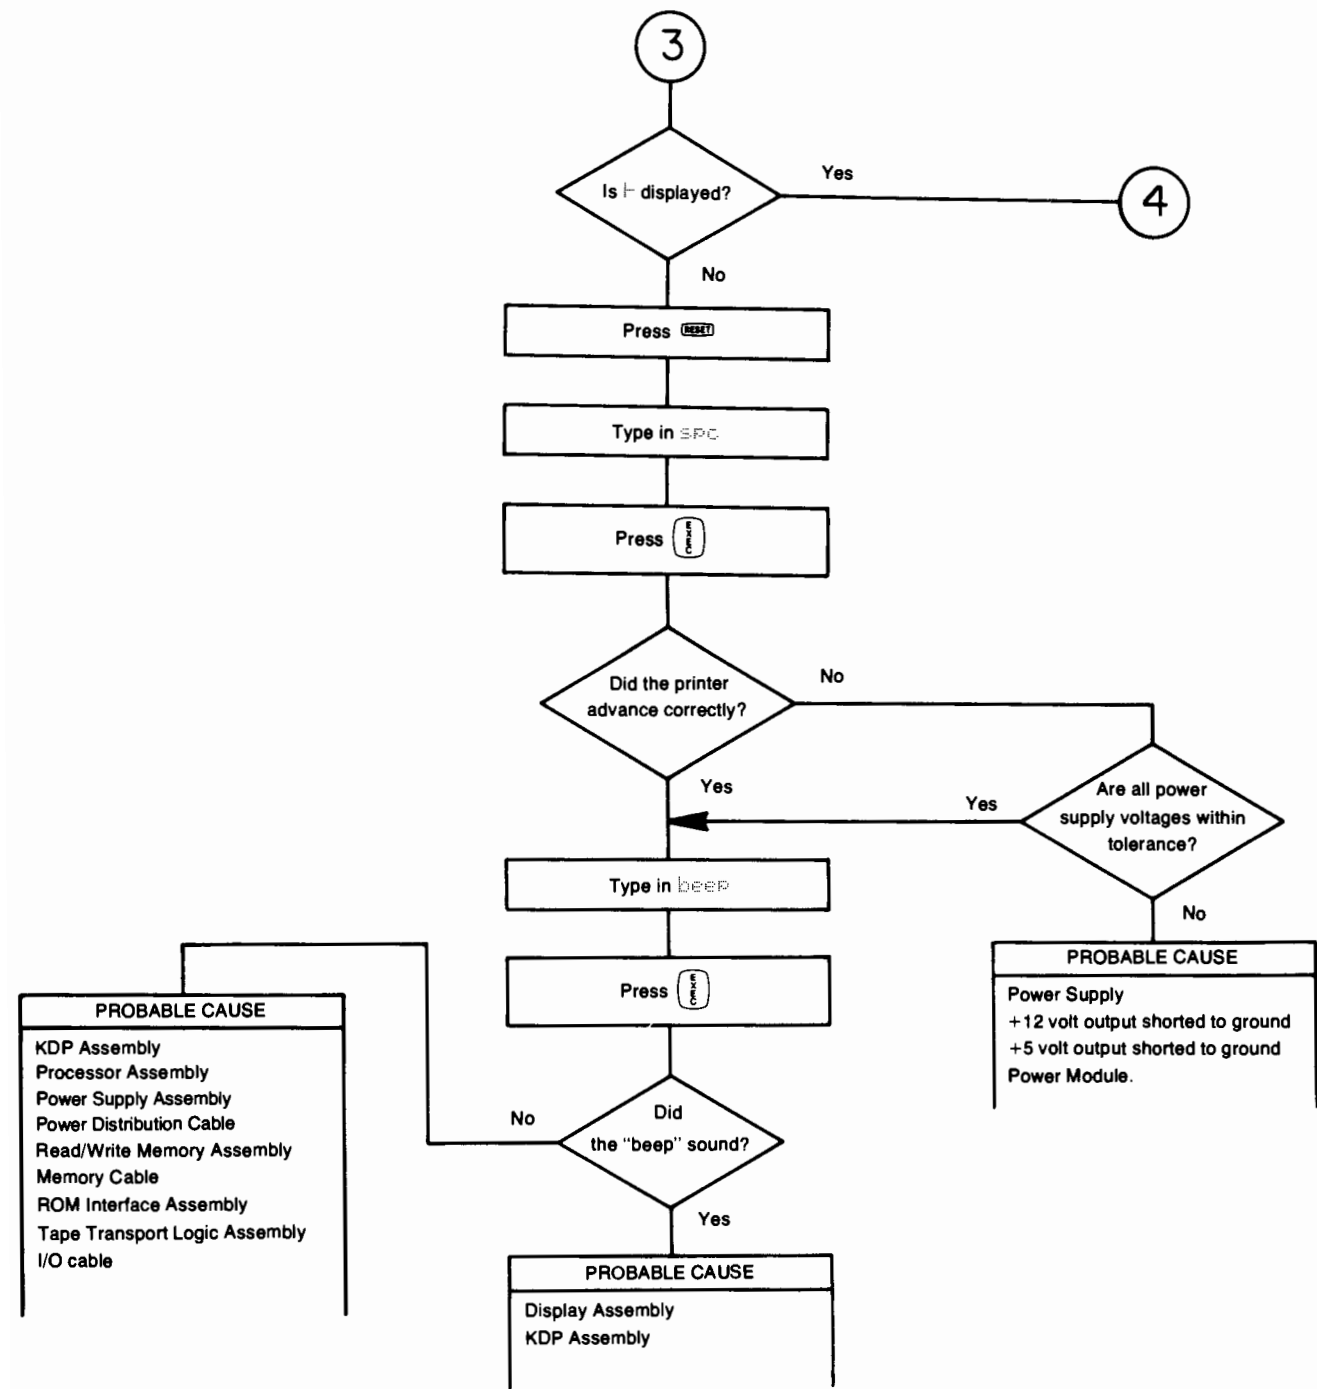 3
Is ⊢ displayed?
Yes
4
No
Press RESET
Type in spc
Press EXEC
Did the printer
advance correctly?
No
Yes
Are all power
supply voltages within
tolerance?
Yes
No
Type in beep
Press EXEC
PROBABLE CAUSE
Power Supply
+12 volt output shorted to ground
+5 volt output shorted to ground
Power Module.
Did
the "beep" sound?
No
Yes
PROBABLE CAUSE
KDP Assembly
Processor Assembly
Power Supply Assembly
Power Distribution Cable
Read/Write Memory Assembly
Memory Cable
ROM Interface Assembly
Tape Transport Logic Assembly
I/O cable
PROBABLE CAUSE
Display Assembly
KDP Assembly